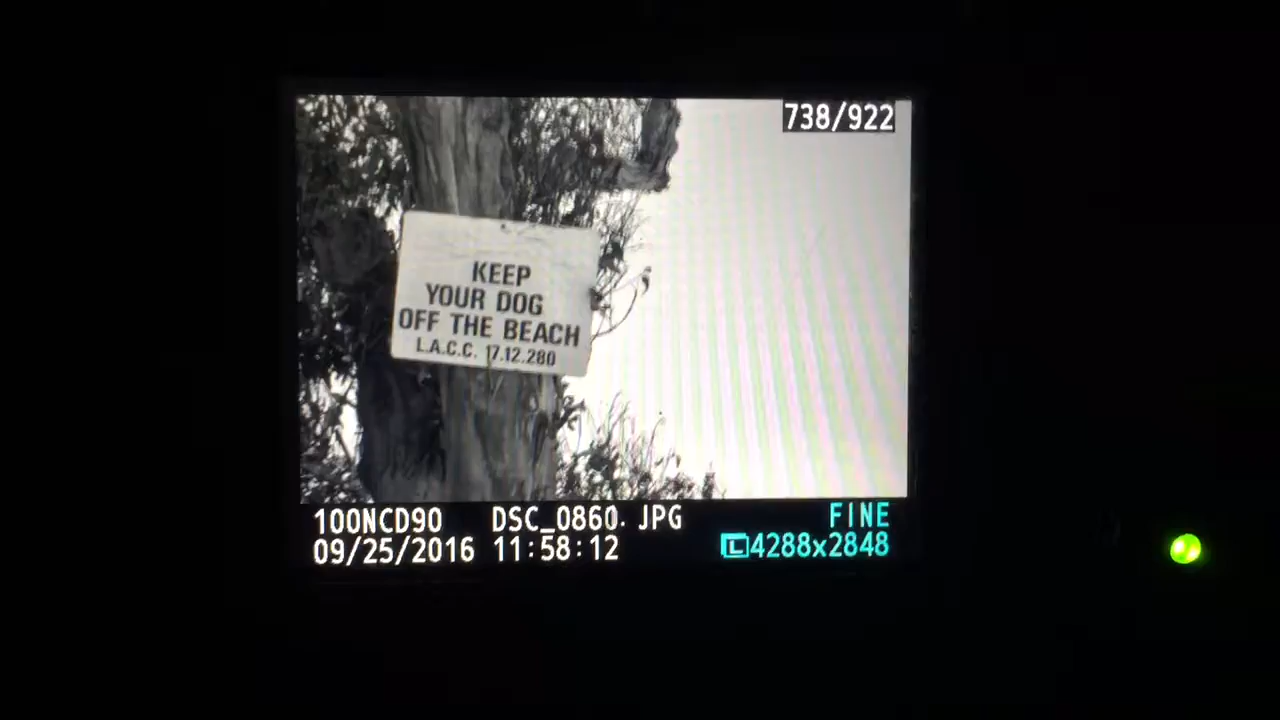 738/922
KEEP
YOUR DOG
OFF THE BEACH
L.A.C.C. 17.12.280
100NCD90 DSC_0860.JPG FINE
09/25/2016 11:58:12 L 4288x2848